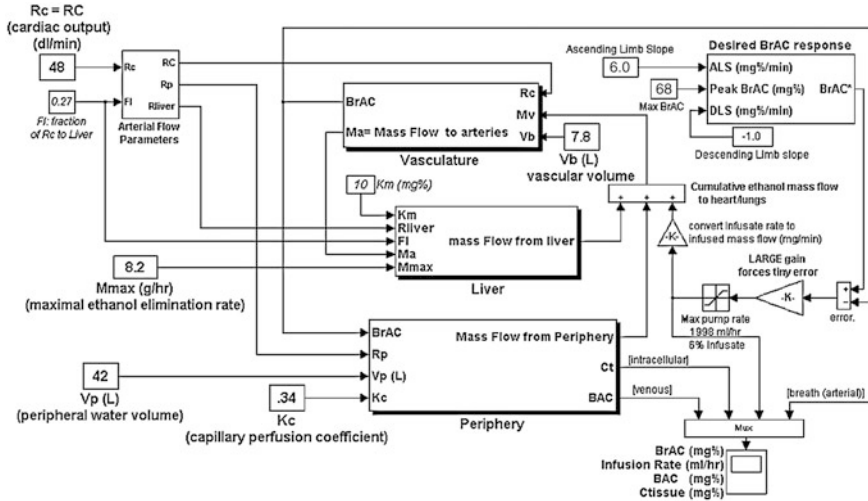 Rc = RC
(cardiac output)
(dl/min)
48
Rc
Fl
RC
Rp
Rliver
0.27
Fl: fraction
of Rc to Liver
Arterial Flow
Parameters
BrAC
Ma= Mass Flow to arteries
Rc
Mv
Vb
Vasculature
7.8
Vb (L)
vascular volume
Ascending Limb Slope
6.0
68
Max BrAC
-1.0
Descending Limb slope
Desired BrAC response
ALS (mg%/min)
Peak BrAC (mg%)
DLS (mg%/min)
BrAC*
10
Km (mg%)
Km
Rliver
Fl
Ma
Mmax
mass Flow from liver
Liver
8.2
Mmax (g/hr)
(maximal ethanol elimination rate)
+ + +
Cumulative ethanol mass flow
to heart/lungs
-K-
convert infusate rate to
infused mass flow (mg/min)
LARGE gain
forces tiny error
-K-
+
−
error.
Max pump rate
1998 ml/hr
6% Infusate
BrAC
Rp
Vp (L)
Kc
Mass Flow from Periphery
Ct
BAC
Periphery
42
Vp (L)
(peripheral water volume)
.34
Kc
(capillary perfusion coefficient)
[intracellular]
[venous]
[breath (arterial)]
Mux
BrAC (mg%)
Infusion Rate (ml/hr)
BAC (mg%)
Ctissue (mg%)